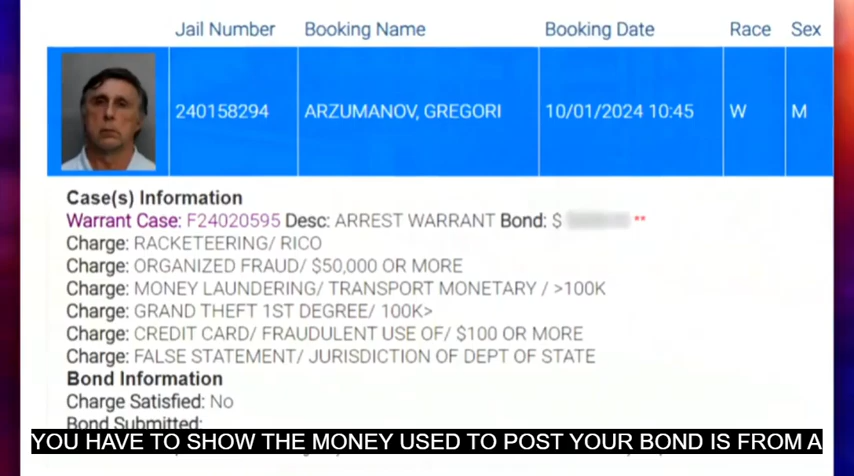 Jail Number Booking Name Booking Date Race Sex
240158294 ARZUMANOV, GREGORI 10/01/2024 10:45 W M
Case(s) Information
Warrant Case: F24020595 Desc: ARREST WARRANT Bond: $ **
Charge: RACKETEERING/ RICO
Charge: ORGANIZED FRAUD/ $50,000 OR MORE
Charge: MONEY LAUNDERING/ TRANSPORT MONETARY / >100K
Charge: GRAND THEFT 1ST DEGREE/ 100K>
Charge: CREDIT CARD/ FRAUDULENT USE OF/ $100 OR MORE
Charge: FALSE STATEMENT/ JURISDICTION OF DEPT OF STATE
Bond Information
Charge Satisfied: No
Bond Submitted:
YOU HAVE TO SHOW THE MONEY USED TO POST YOUR BOND IS FROM A